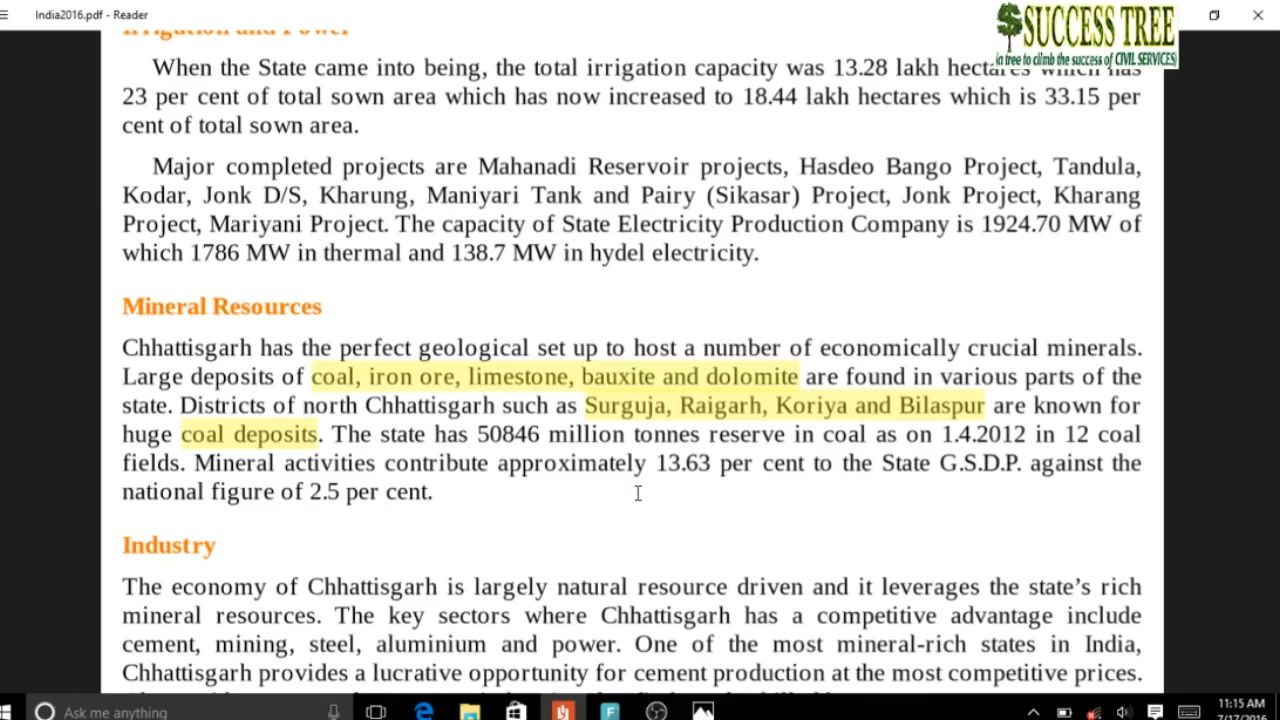 India2016.pdf - Reader
SUCCESS TREE
(a tree to climb the success of CIVIL SERVICES)
Irrigation and Power
When the State came into being, the total irrigation capacity was 13.28 lakh hectares which has
23 per cent of total sown area which has now increased to 18.44 lakh hectares which is 33.15 per
cent of total sown area.
Major completed projects are Mahanadi Reservoir projects, Hasdeo Bango Project, Tandula,
Kodar, Jonk D/S, Kharung, Maniyari Tank and Pairy (Sikasar) Project, Jonk Project, Kharang
Project, Mariyani Project. The capacity of State Electricity Production Company is 1924.70 MW of
which 1786 MW in thermal and 138.7 MW in hydel electricity.
Mineral Resources
Chhattisgarh has the perfect geological set up to host a number of economically crucial minerals.
Large deposits of coal, iron ore, limestone, bauxite and dolomite are found in various parts of the
state. Districts of north Chhattisgarh such as Surguja, Raigarh, Koriya and Bilaspur are known for
huge coal deposits. The state has 50846 million tonnes reserve in coal as on 1.4.2012 in 12 coal
fields. Mineral activities contribute approximately 13.63 per cent to the State G.S.D.P. against the
national figure of 2.5 per cent.
Industry
The economy of Chhattisgarh is largely natural resource driven and it leverages the state's rich
mineral resources. The key sectors where Chhattisgarh has a competitive advantage include
cement, mining, steel, aluminium and power. One of the most mineral-rich states in India,
Chhattisgarh provides a lucrative opportunity for cement production at the most competitive prices.
Ask me anything
11:15 AM
7/17/2016